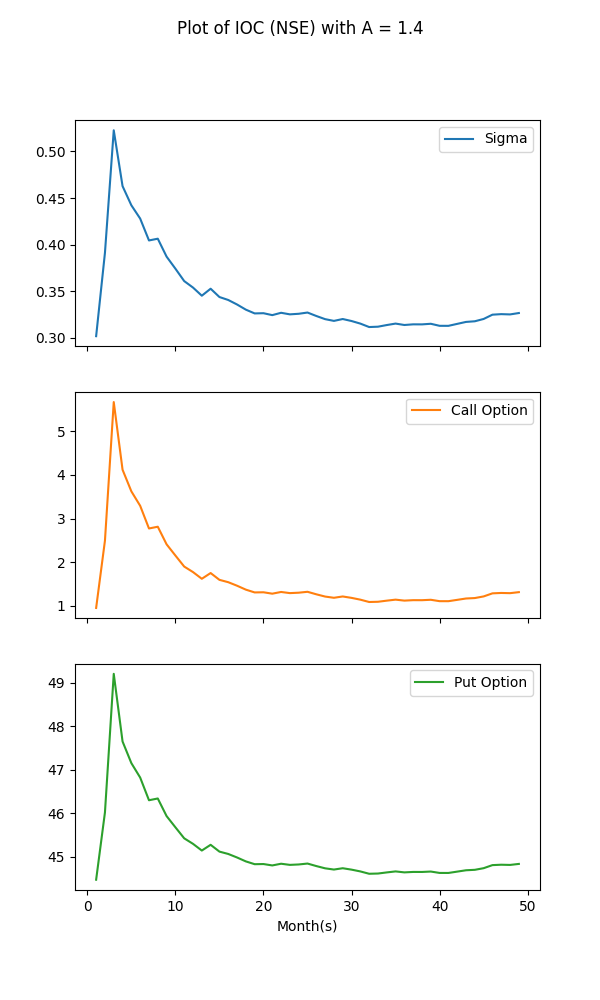 Plot of IOC (NSE) with A = 1.4
Sigma
0.50
0.45
0.40
0.35
0.30
Call Option
5
4
3
2
1
Put Option
49
48
47
46
45
0 10 20 30 40 50
Month(s)